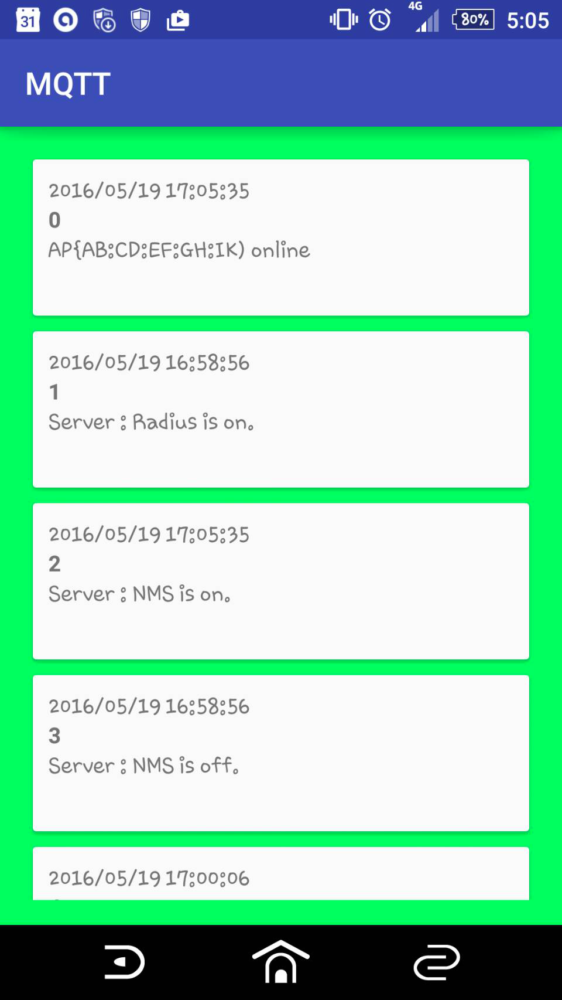 31
4G
80%
5:05
MQTT
2016/05/19 17:05:35
0
AP{AB:CD:EF:GH:IK) online
2016/05/19 16:58:56
1
Server : Radius is on.
2016/05/19 17:05:35
2
Server : NMS is on.
2016/05/19 16:58:56
3
Server : NMS is off.
2016/05/19 17:00:06